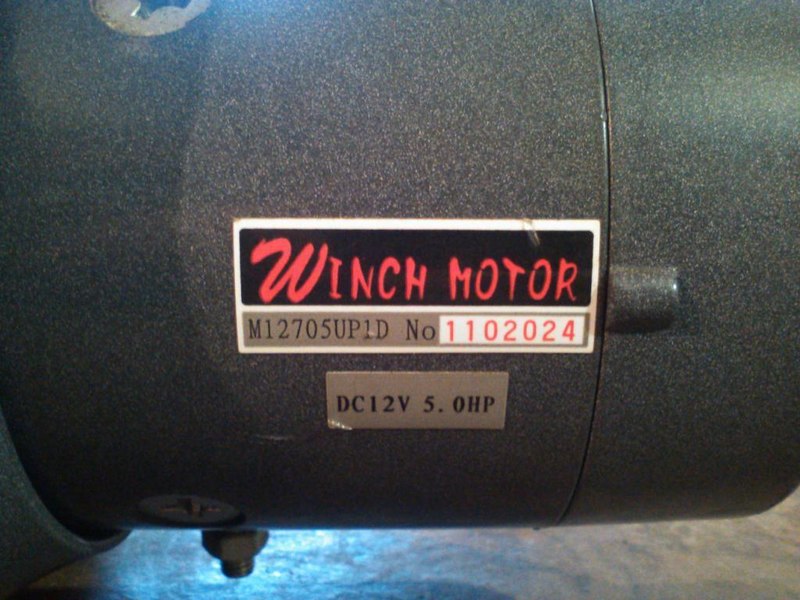 WINCH MOTOR
M12705UP1D No 1102024
DC12V 5.0HP